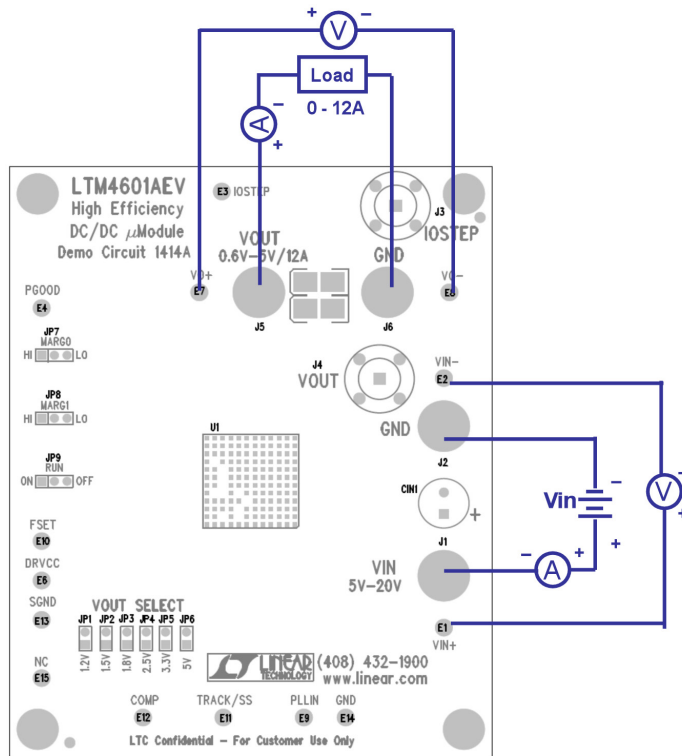 + V -
Load
0 - 12A
-
A
+
LTM4601AEV
High Efficiency
DC/DC µModule
Demo Circuit 1414A
E3 IOSTEP
J3
IOSTEP
VOUT
0.6V-5V/12A
GND
VO+
E7
VO-
E8
J5
J6
PGOOD
E4
JP7
MARG0
HI LO
JP8
MARG1
HI LO
JP9
RUN
ON OFF
J4
VOUT
VIN-
E2
GND
J2
U1
CIN1
+
Vin
-
+
-
V
+
J1
VIN
5V-20V
- A +
E1
VIN+
FSET
E10
DRVCC
E6
SGND
E13
NC
E15
VOUT SELECT
JP1 JP2 JP3 JP4 JP5 JP6
1.2V 1.5V 1.8V 2.5V 3.3V 5V
LT LINEAR TECHNOLOGY (408) 432-1900
www.linear.com
COMP TRACK/SS PLLIN GND
E12 E11 E9 E14
LTC Confidential - For Customer Use Only